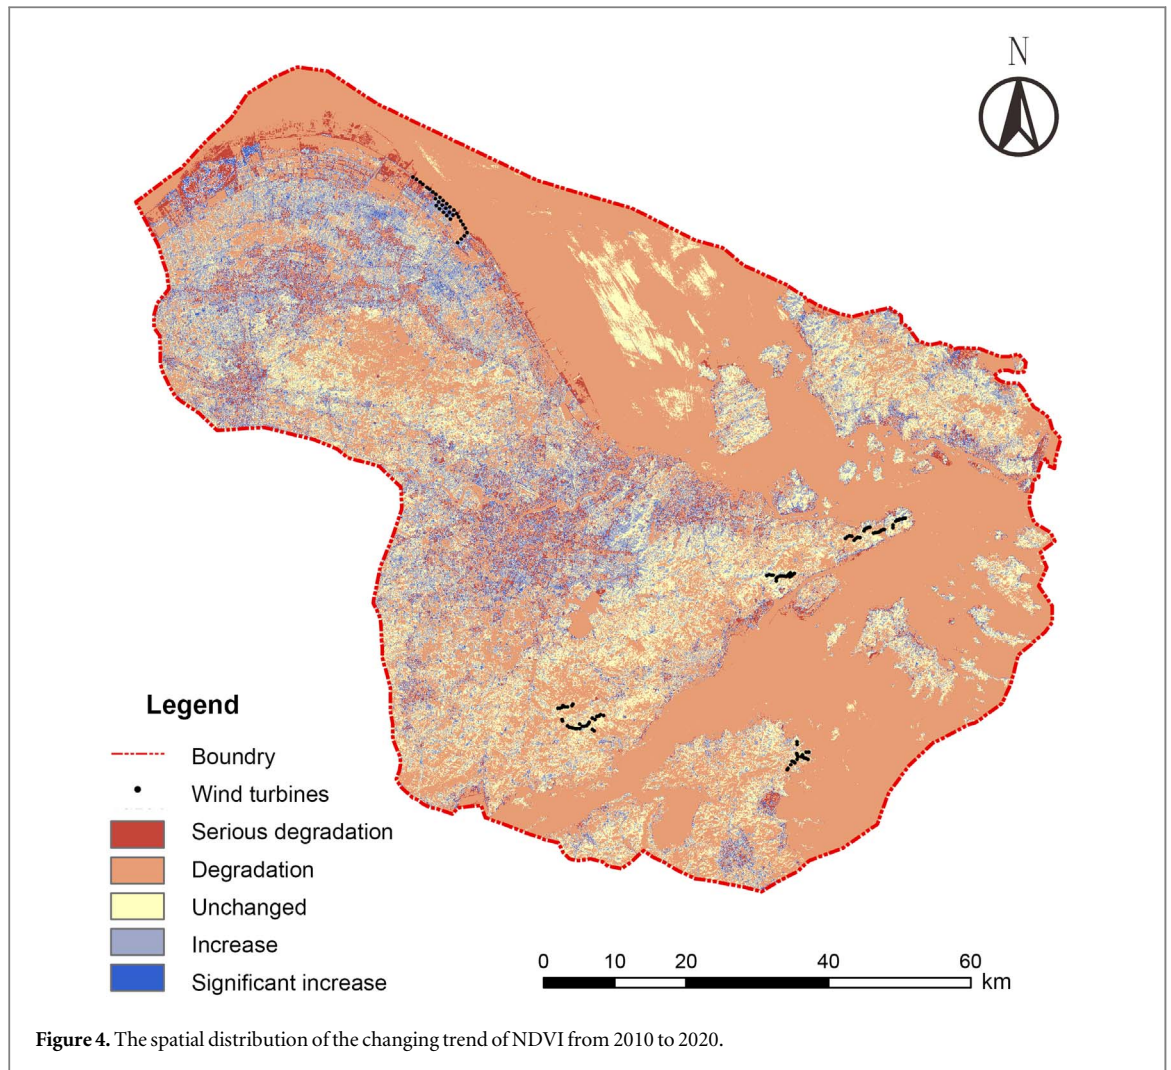 N
Legend
Boundry
Wind turbines
Serious degradation
Degradation
Unchanged
Increase
Significant increase
0 10 20 40 60
km
Figure 4. The spatial distribution of the changing trend of NDVI from 2010 to 2020.